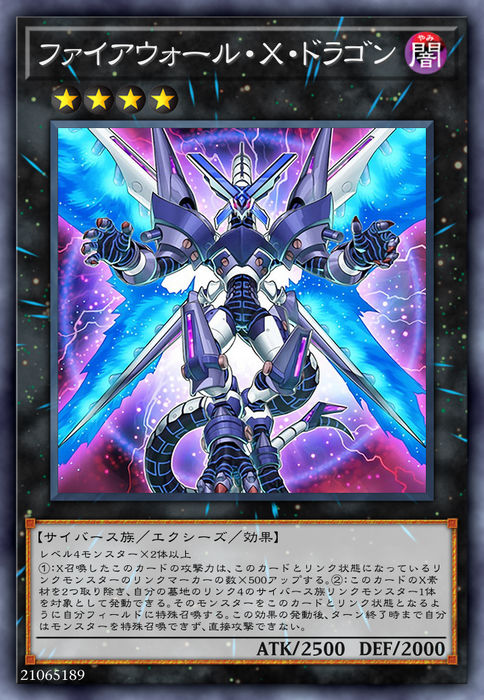 ファイアウォール・X・ドラゴン
やみ
闇
【サイバース族／エクシーズ／効果】
レベル4モンスター×2体以上
①：X召喚したこのカードの攻撃力は、このカードとリンク状態になっているリ
ンクモンスターのリンクマーカーの数×500アップする。②：このカードのX素
材を2つ取り除き、自分の墓地のリンク4のサイバース族リンクモンスター1体
を対象として発動できる。そのモンスターをこのカードとリンク状態となるよ
うに自分フィールドに特殊召喚する。この効果の発動後、ターン終了時まで自分
はモンスターを特殊召喚できず、直接攻撃できない。
ATK/2500 DEF/2000
21065189